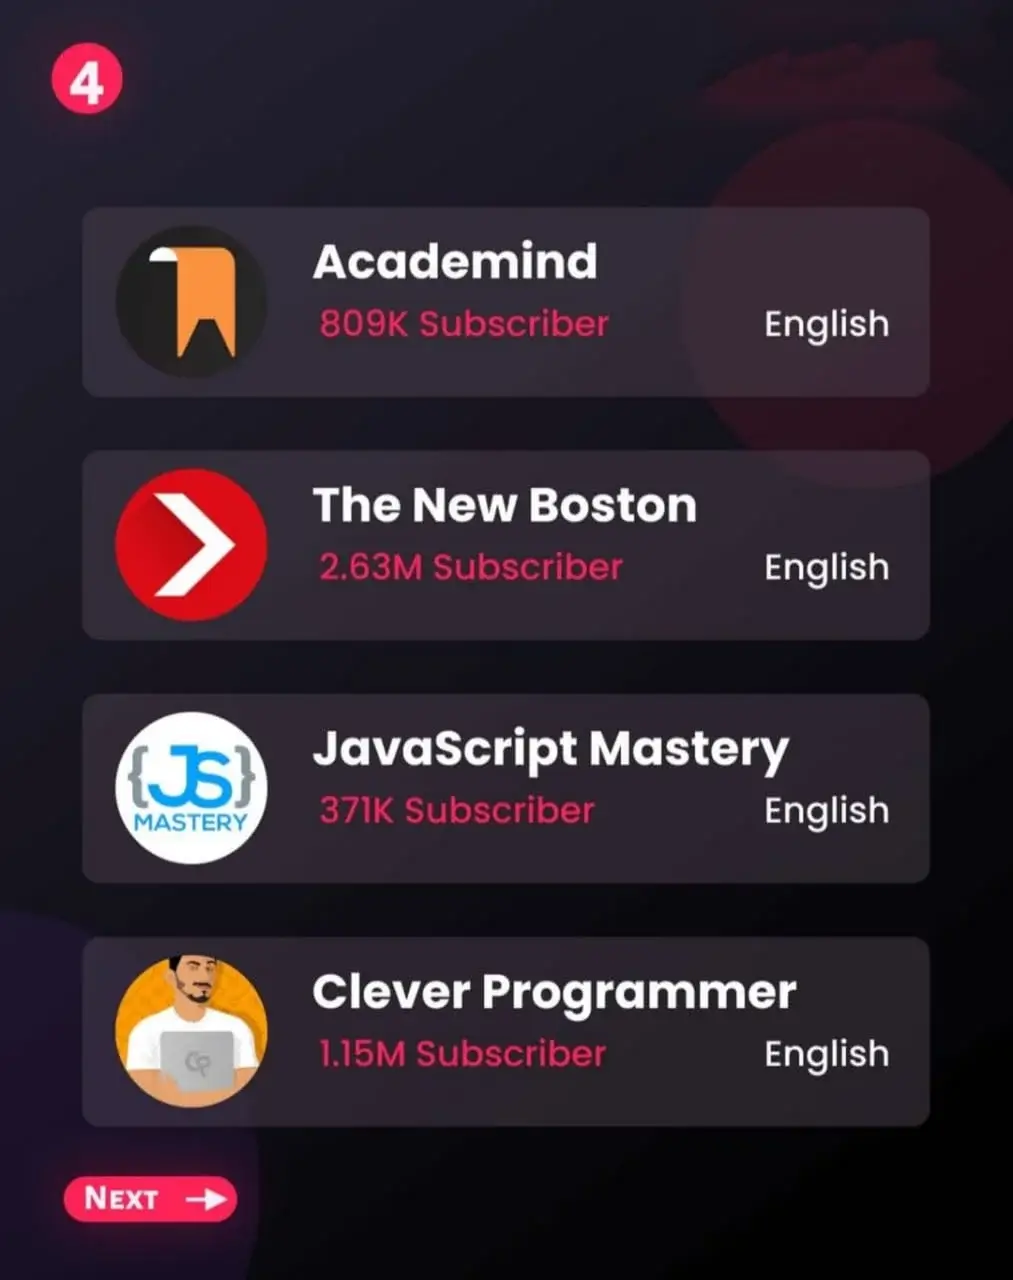 4
Academind
809K Subscriber English
The New Boston
2.63M Subscriber English
{JS}
MASTERY
JavaScript Mastery
371K Subscriber English
CP
Clever Programmer
1.15M Subscriber English
NEXT